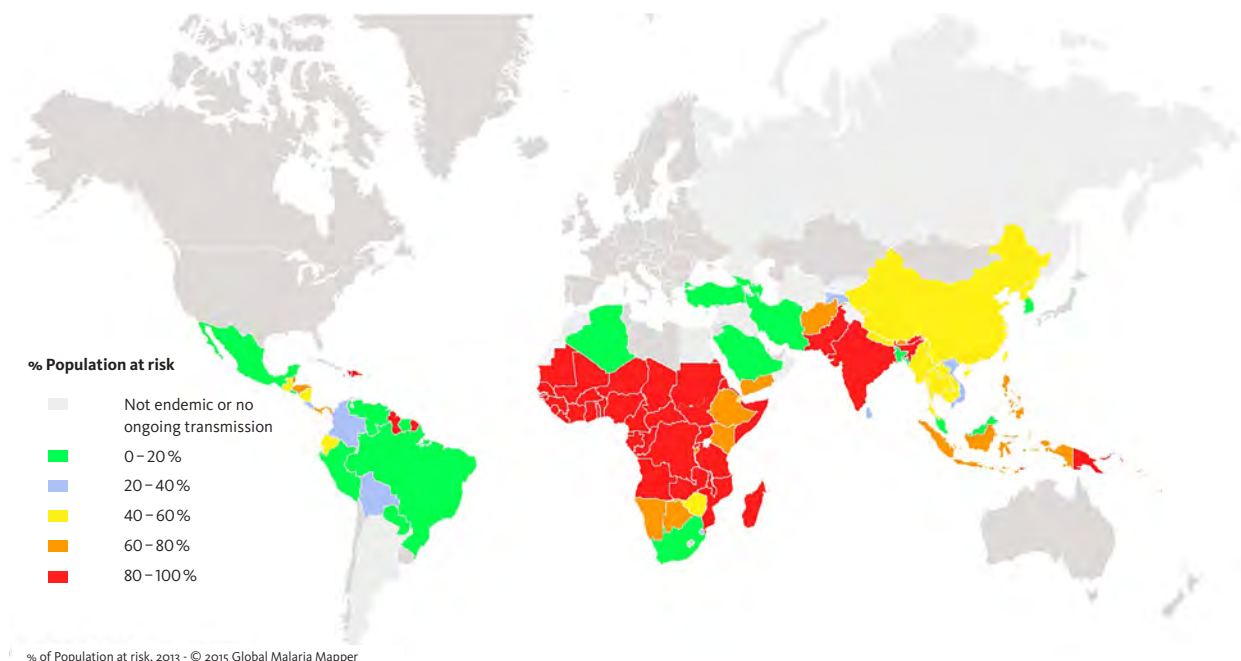 % Population at risk
Not endemic or no
ongoing transmission
0–20%
20–40%
40–60%
60–80%
80–100%
% of Population at risk, 2013 - © 2015 Global Malaria Mapper